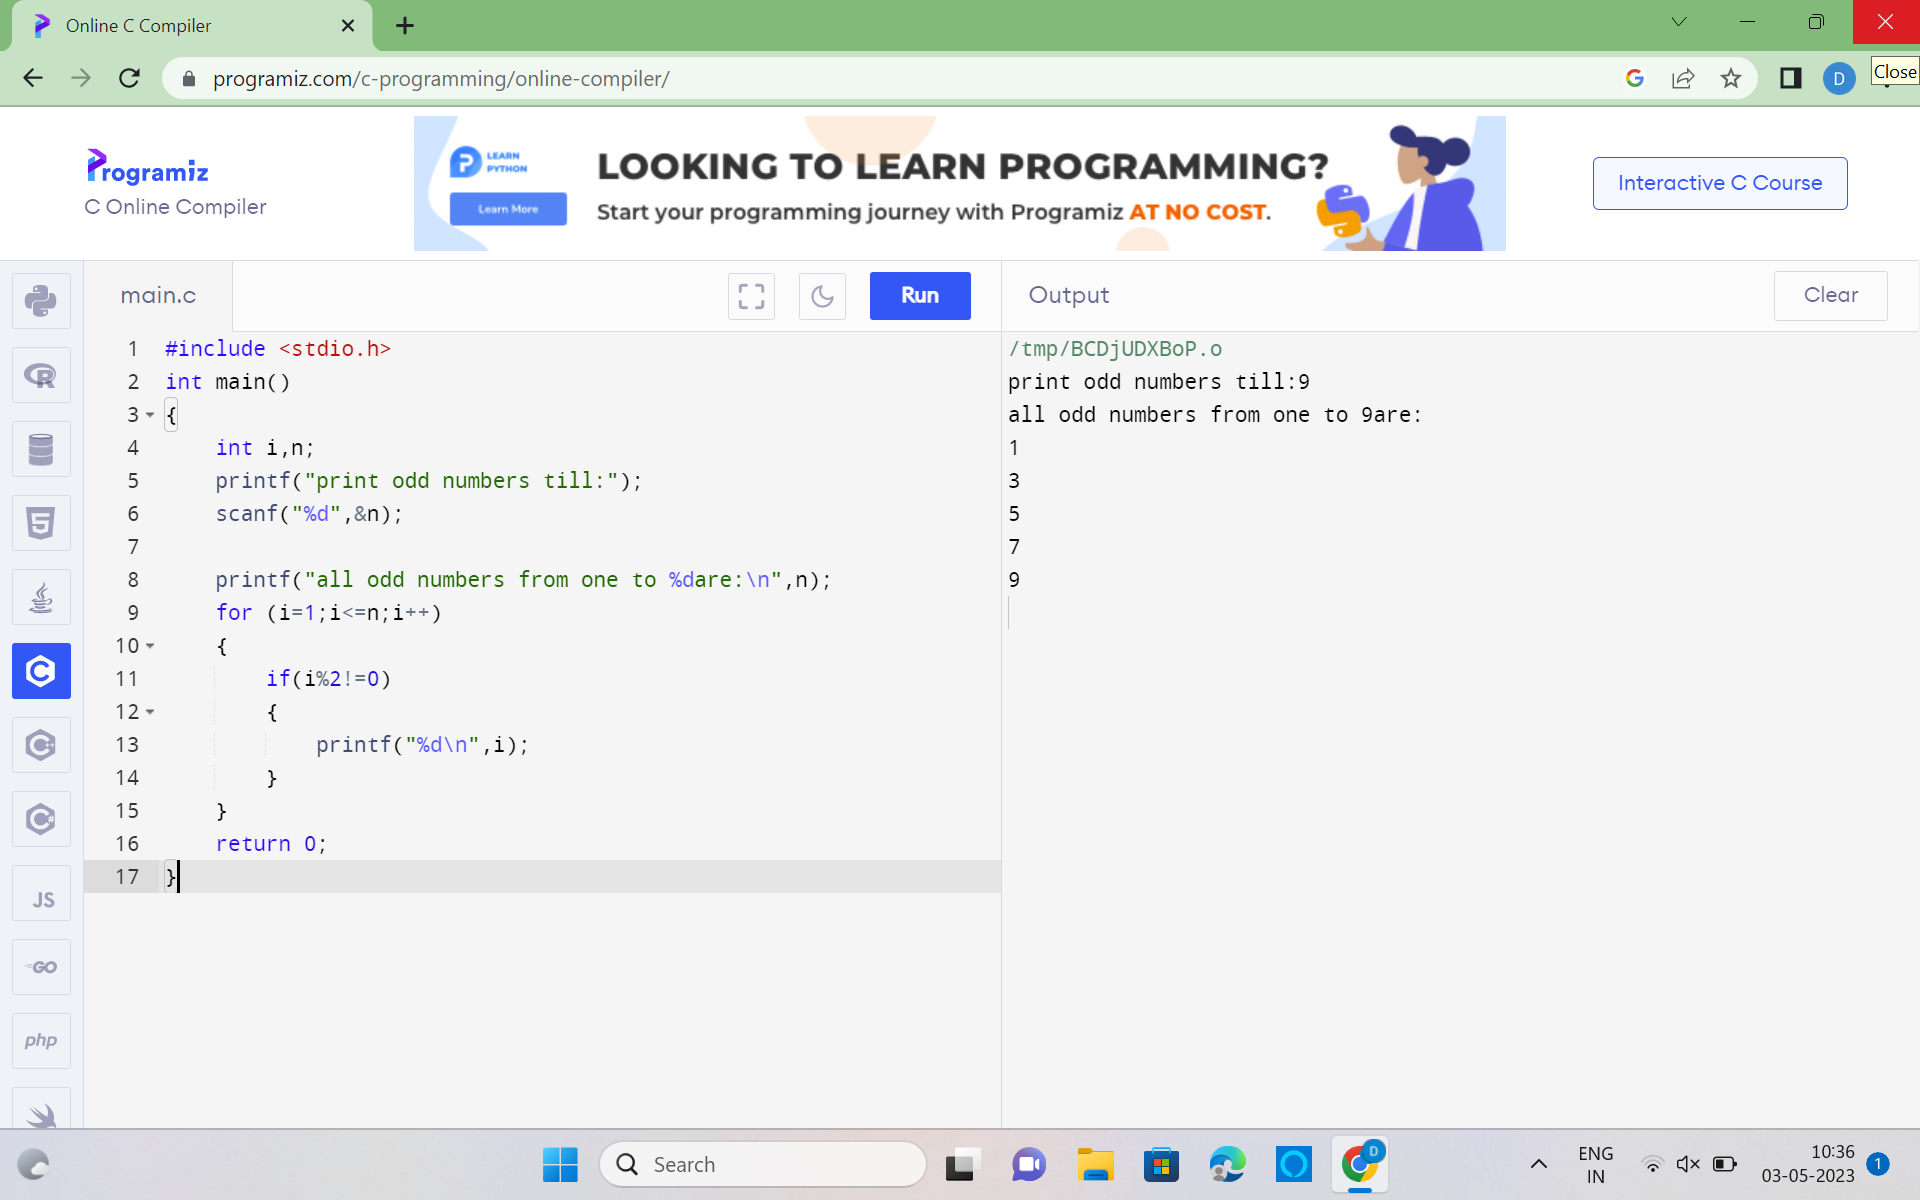 Online C Compiler
programiz.com/c-programming/online-compiler/
D
Close
Programiz
C Online Compiler
LEARN
PYTHON
Learn More
LOOKING TO LEARN PROGRAMMING?
Start your programming journey with Programiz AT NO COST.
Interactive C Course
main.c
Run
Output
Clear
1 #include <stdio.h>
2 int main()
3 {
4 int i,n;
5 printf("print odd numbers till:");
6 scanf("%d",&n);
7
8 printf("all odd numbers from one to %dare:\n",n);
9 for (i=1;i<=n;i++)
10 {
11 if(i%2!=0)
12 {
13 printf("%d\n",i);
14 }
15 }
16 return 0;
17 }
/tmp/BCDjUDXBoP.o
print odd numbers till:9
all odd numbers from one to 9are:
1
3
5
7
9
R
5
C
C
C
JS
GO
php
Search
D
ENG
IN
10:36
03-05-2023
1